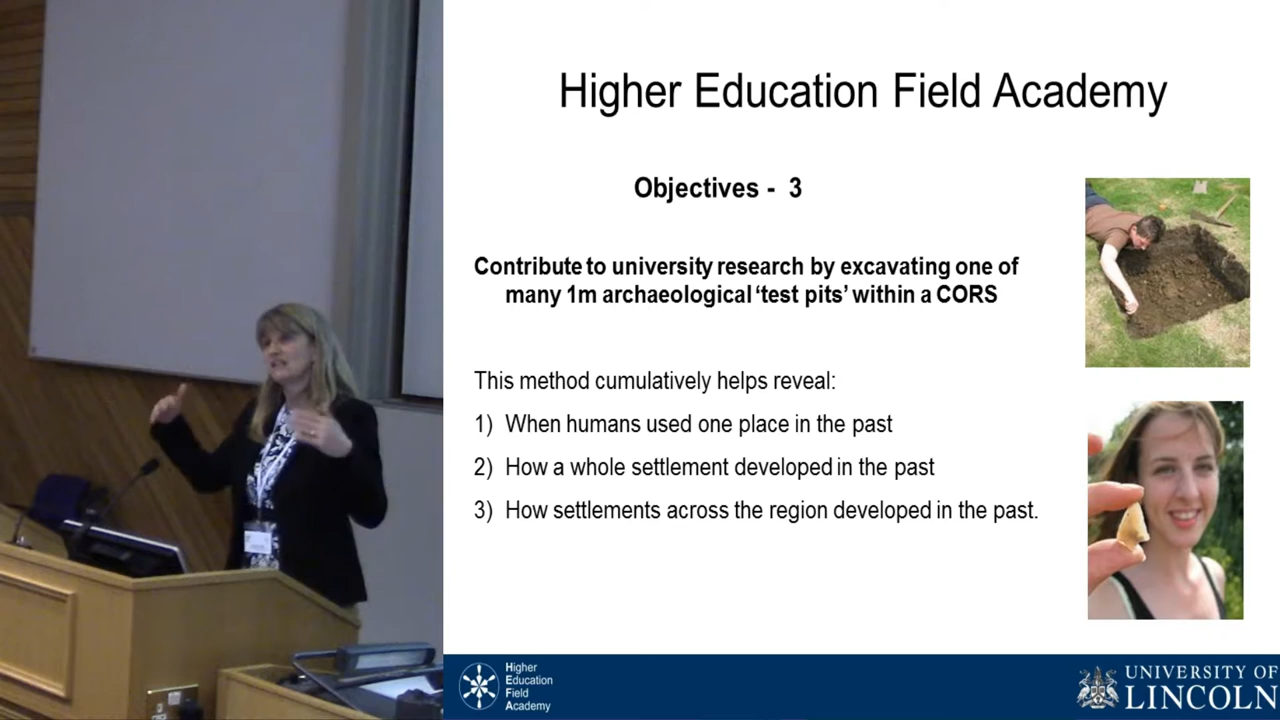 Higher Education Field Academy
Objectives - 3
Contribute to university research by excavating one of
many 1m archaeological ‘test pits’ within a CORS
This method cumulatively helps reveal:
1) When humans used one place in the past
2) How a whole settlement developed in the past
3) How settlements across the region developed in the past.
Higher
Education
Field
Academy
UNIVERSITY OF
LINCOLN